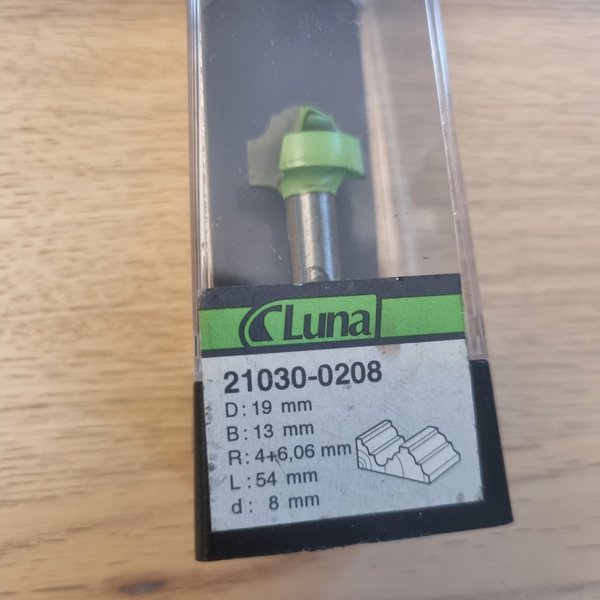 Luna
21030-0208
D: 19 mm
B: 13 mm
R: 4+6,06 mm
L: 54 mm
d: 8 mm